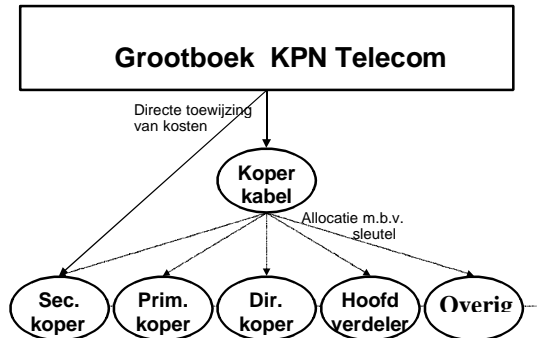 Grootboek KPN Telecom
Directe toewijzing
van kosten
Koper
kabel
Allocatie m.b.v.
sleutel
Sec.
koper
Prim.
koper
Dir.
koper
Hoofd
verdeler
Overig